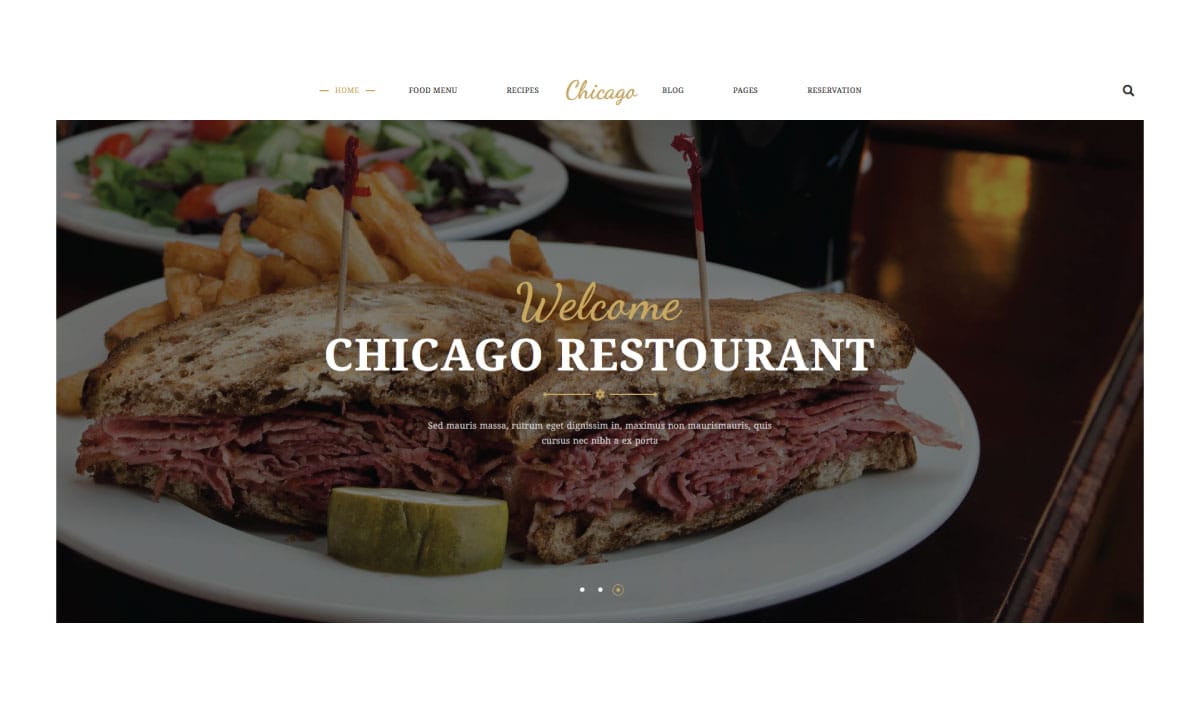 HOME FOOD MENU RECIPES Chicago BLOG PAGES RESERVATION
Welcome
CHICAGO RESTOURANT
Sed mauris massa, rutrum eget dignissim in, maximus non maurismauris, quis
cursus nec nibh a ex porta